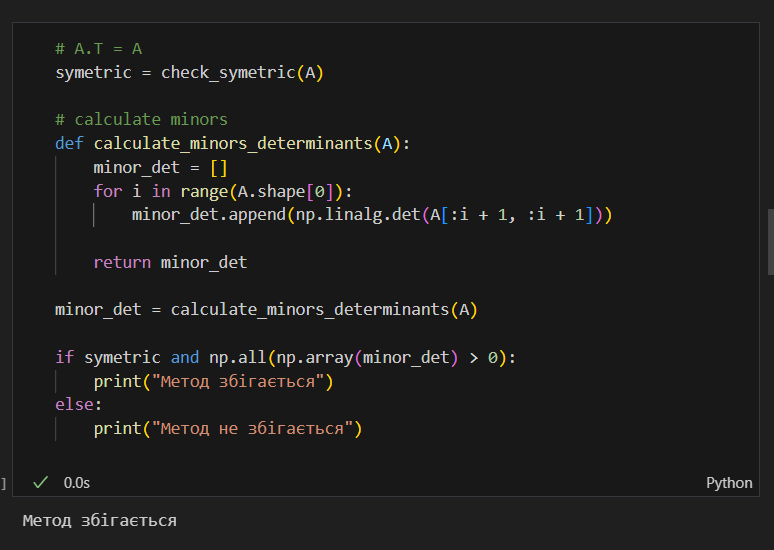 # A.T = A
symetric = check_symetric(A)
# calculate minors
def calculate_minors_determinants(A):
    minor_det = []
    for i in range(A.shape[0]):
        minor_det.append(np.linalg.det(A[:i + 1, :i + 1]))
    return minor_det
minor_det = calculate_minors_determinants(A)
if symetric and np.all(np.array(minor_det) > 0):
    print("Метод збігається")
else:
    print("Метод не збігається")
] ✓ 0.0s Python
Метод збігається